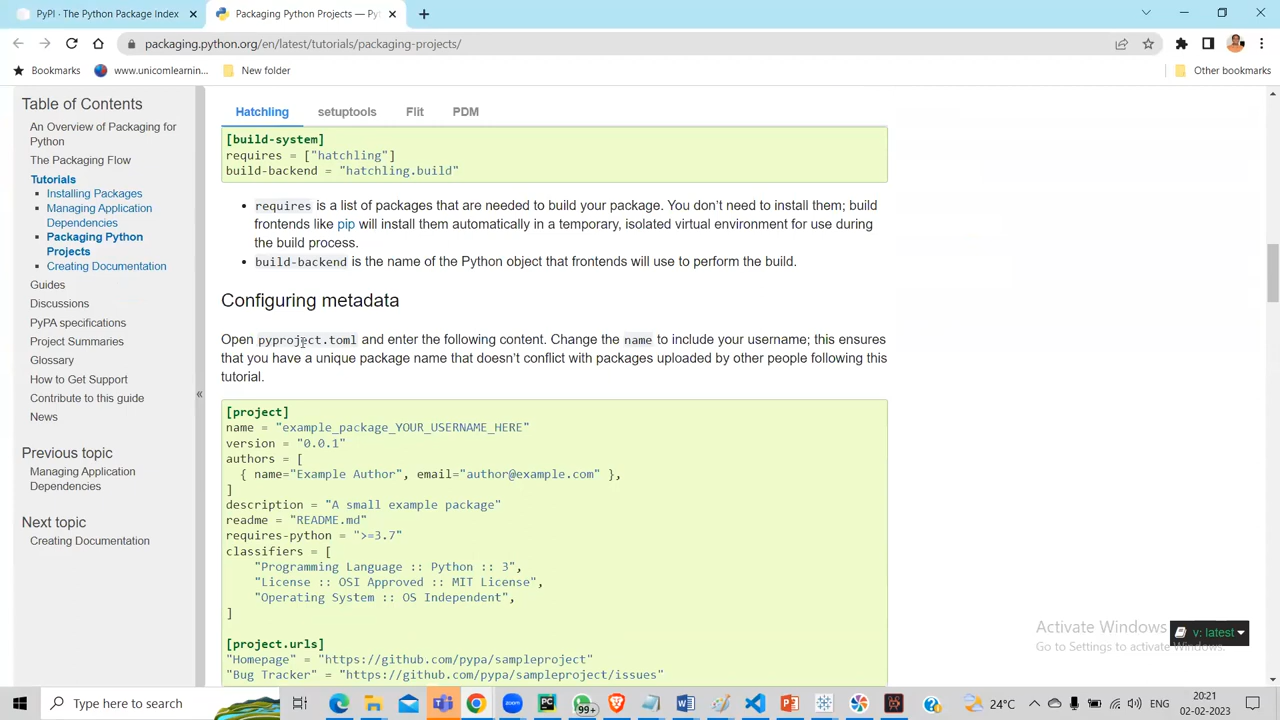 PyPI · The Python Package Index
Packaging Python Projects — Pyt
packaging.python.org/en/latest/tutorials/packaging-projects/
Bookmarks
www.unicomlearnin...
New folder
Other bookmarks
Table of Contents
An Overview of Packaging for
Python
The Packaging Flow
Tutorials
Installing Packages
Managing Application
Dependencies
Packaging Python
Projects
Creating Documentation
Guides
Discussions
PyPA specifications
Project Summaries
Glossary
How to Get Support
Contribute to this guide
News
Previous topic
Managing Application
Dependencies
Next topic
Creating Documentation
«
Hatchling setuptools Flit PDM
[build-system]
requires = ["hatchling"]
build-backend = "hatchling.build"
requires is a list of packages that are needed to build your package. You don’t need to install them; build
frontends like pip will install them automatically in a temporary, isolated virtual environment for use during
the build process.
build-backend is the name of the Python object that frontends will use to perform the build.
Configuring metadata
Open pyproject.toml and enter the following content. Change the name to include your username; this ensures
that you have a unique package name that doesn’t conflict with packages uploaded by other people following this
tutorial.
[project]
name = "example_package_YOUR_USERNAME_HERE"
version = "0.0.1"
authors = [
{ name="Example Author", email="author@example.com" },
]
description = "A small example package"
readme = "README.md"
requires-python = ">=3.7"
classifiers = [
"Programming Language :: Python :: 3",
"License :: OSI Approved :: MIT License",
"Operating System :: OS Independent",
]
[project.urls]
"Homepage" = "https://github.com/pypa/sampleproject"
"Bug Tracker" = "https://github.com/pypa/sampleproject/issues"
Activate Windows
Go to Settings to activate Windows.
v: latest
Type here to search
99+
24°C
ENG
20:21
02-02-2023